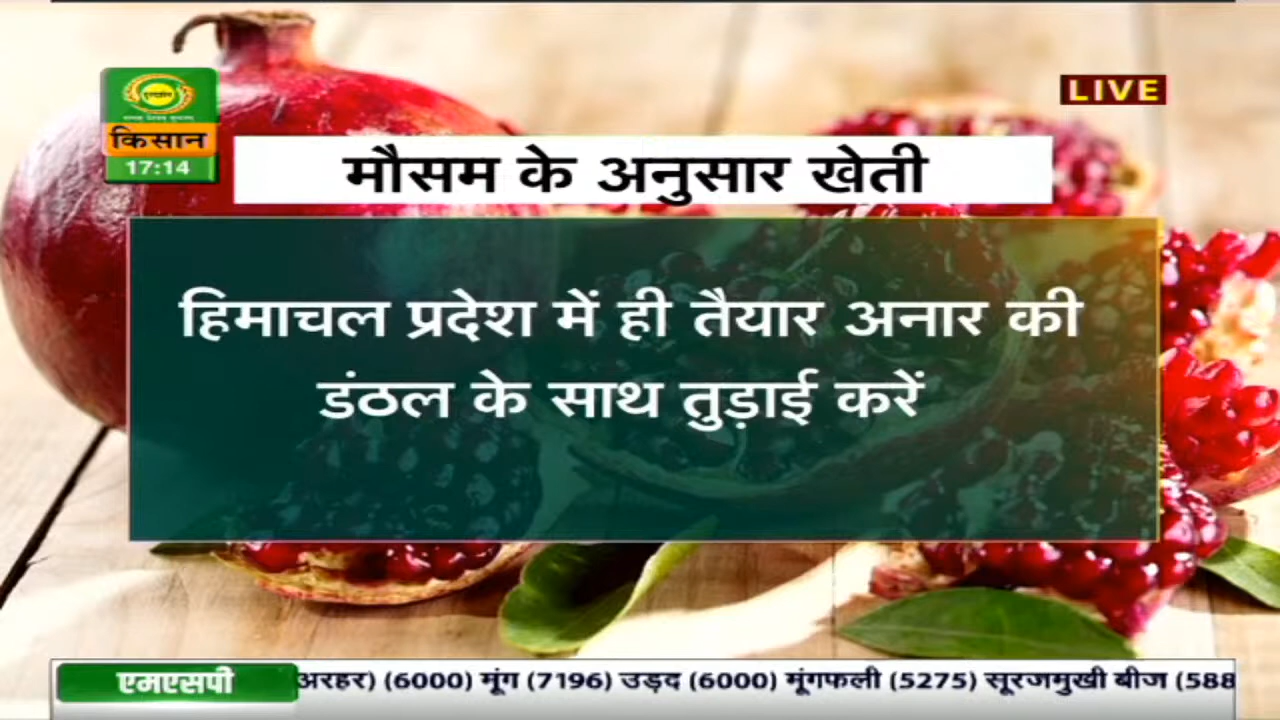 LIVE
किसान
17:14
मौसम के अनुसार खेती
हिमाचल प्रदेश में ही तैयार अनार की
डंठल के साथ तुड़ाई करें
एमएसपी
अरहर) (6000) मूंग (7196) उड़द (6000) मूंगफली (5275) सूरजमुखी बीज (588